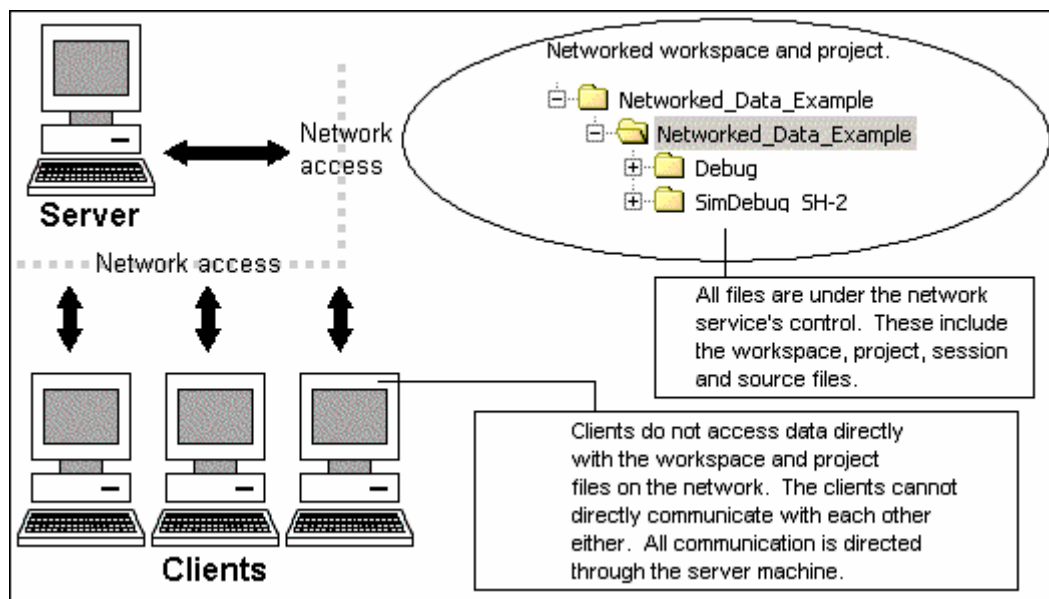 Networked workspace and project.
Networked_Data_Example
Networked_Data_Example
Debug
SimDebug_SH-2
Network
access
Server
Network access
All files are under the network
service's control. These include
the workspace, project, session
and source files.
Clients do not access data directly
with the workspace and project
files on the network. The clients cannot
directly communicate with each other
either. All communication is directed
through the server machine.
Clients